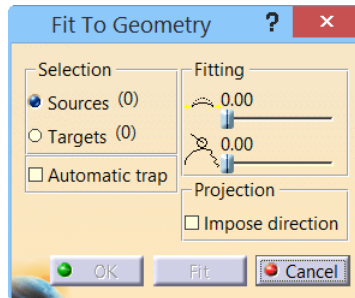 Fit To Geometry ? ×
Selection
Sources (0)
Targets (0)
Automatic trap
Fitting
0.00
0.00
Projection
Impose direction
OK Fit Cancel